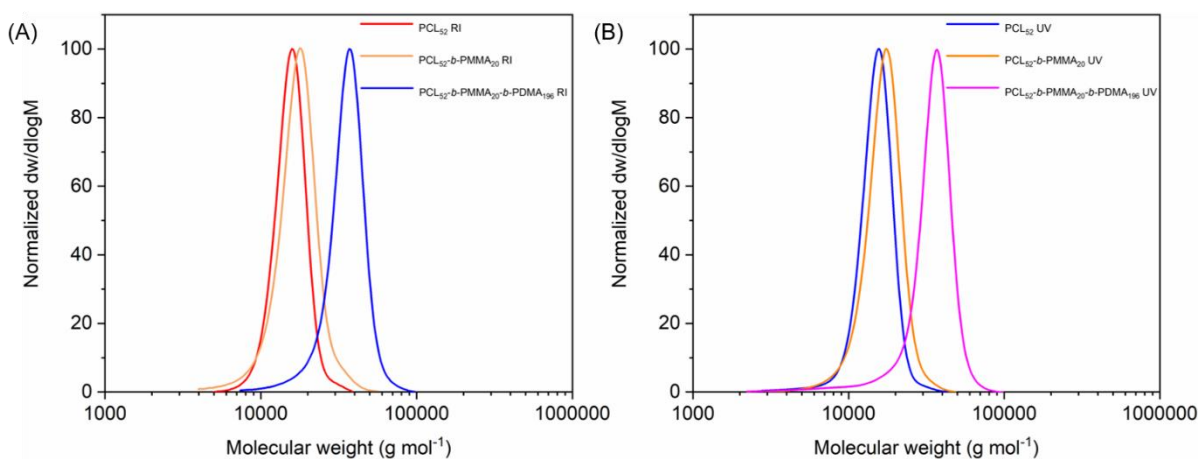 (A)
PCL₅₂ RI
PCL₅₂-b-PMMA₂₀ RI
PCL₅₂-b-PMMA₂₀-b-PDMA₁₉₆ RI
Normalized dw/dlogM
100
80
60
40
20
0
1000 10000 100000 1000000
Molecular weight (g mol⁻¹)
(B)
PCL₅₂ UV
PCL₅₂-b-PMMA₂₀ UV
PCL₅₂-b-PMMA₂₀-b-PDMA₁₉₆ UV
Normalized dw/dlogM
100
80
60
40
20
0
1000 10000 100000 1000000
Molecular weight (g mol⁻¹)